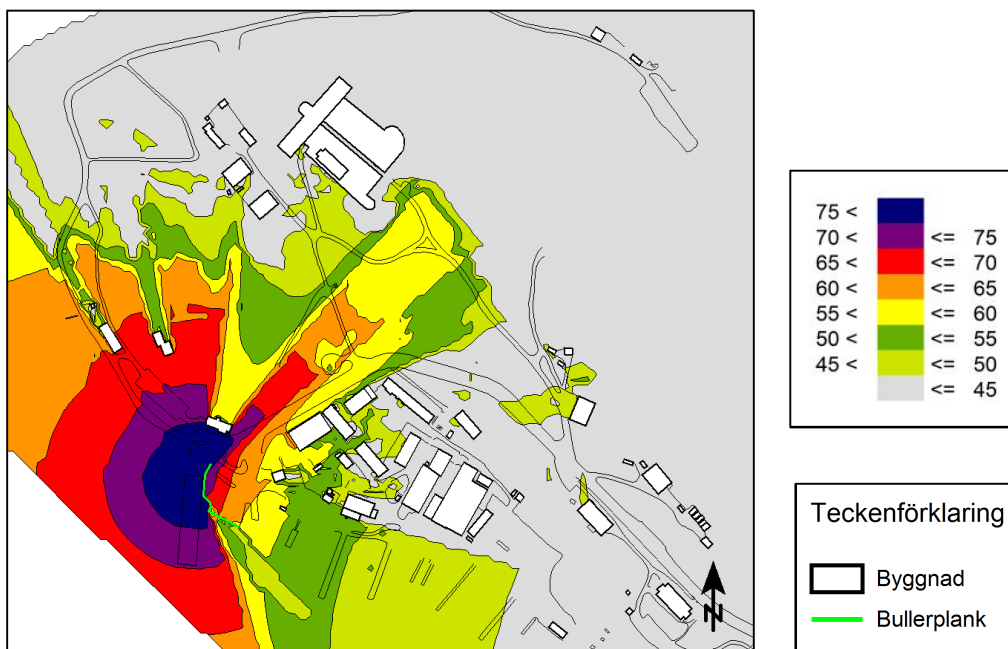 75 <
70 < <= 75
65 < <= 70
60 < <= 65
55 < <= 60
50 < <= 55
45 < <= 50
<= 45
N
Teckenförklaring
Byggnad
Bullerplank